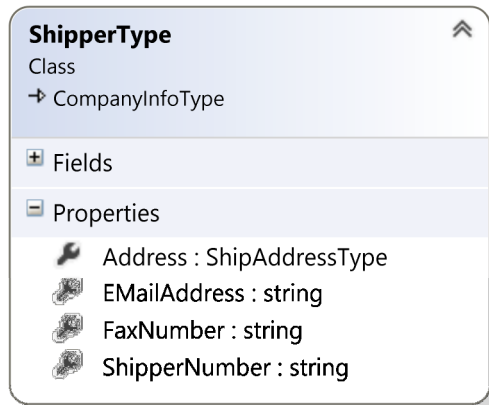 ShipperType
Class
CompanyInfoType
Fields
Properties
Address : ShipAddressType
EMailAddress : string
FaxNumber : string
ShipperNumber : string